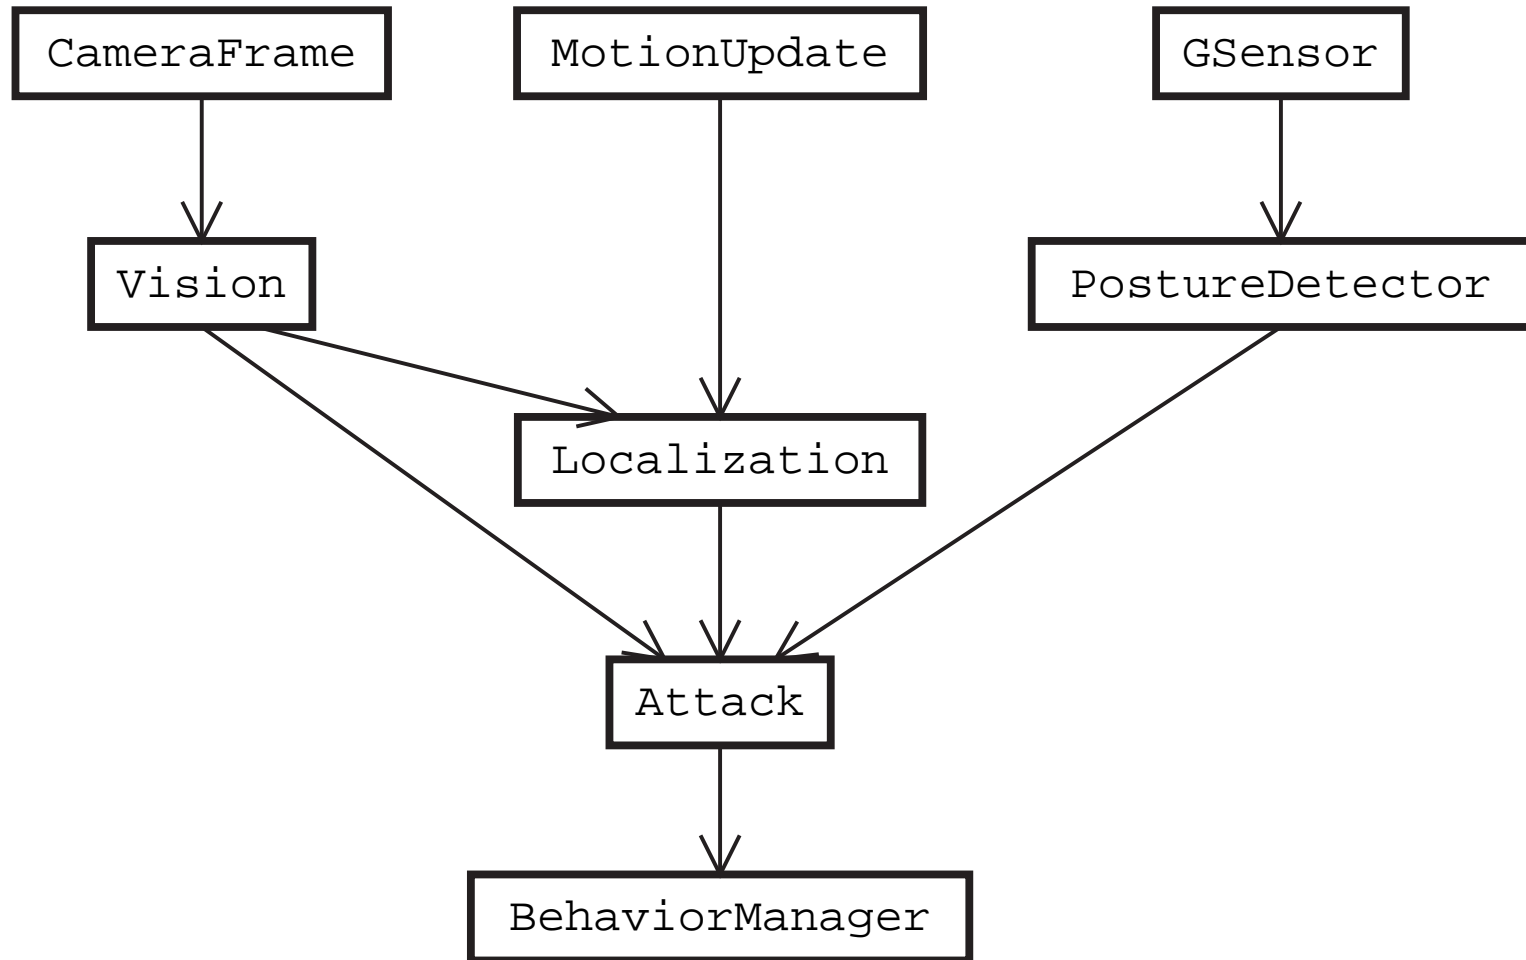 CameraFrame
MotionUpdate
GSensor
Vision
PostureDetector
Localization
Attack
BehaviorManager